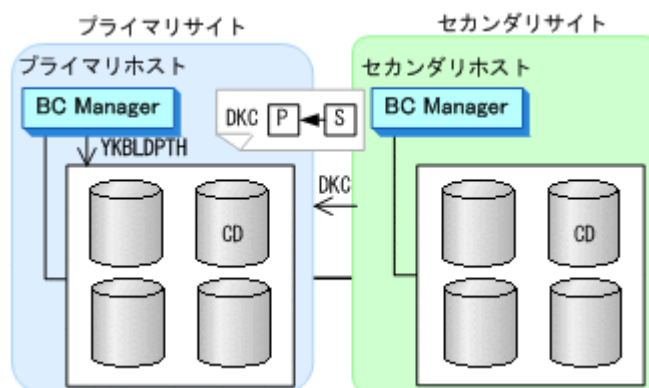 プライマリサイト
セカンダリサイト
プライマリホスト
セカンダリホスト
BC Manager
DKC P S
BC Manager
YKBLDPTH
DKC
CD
CD